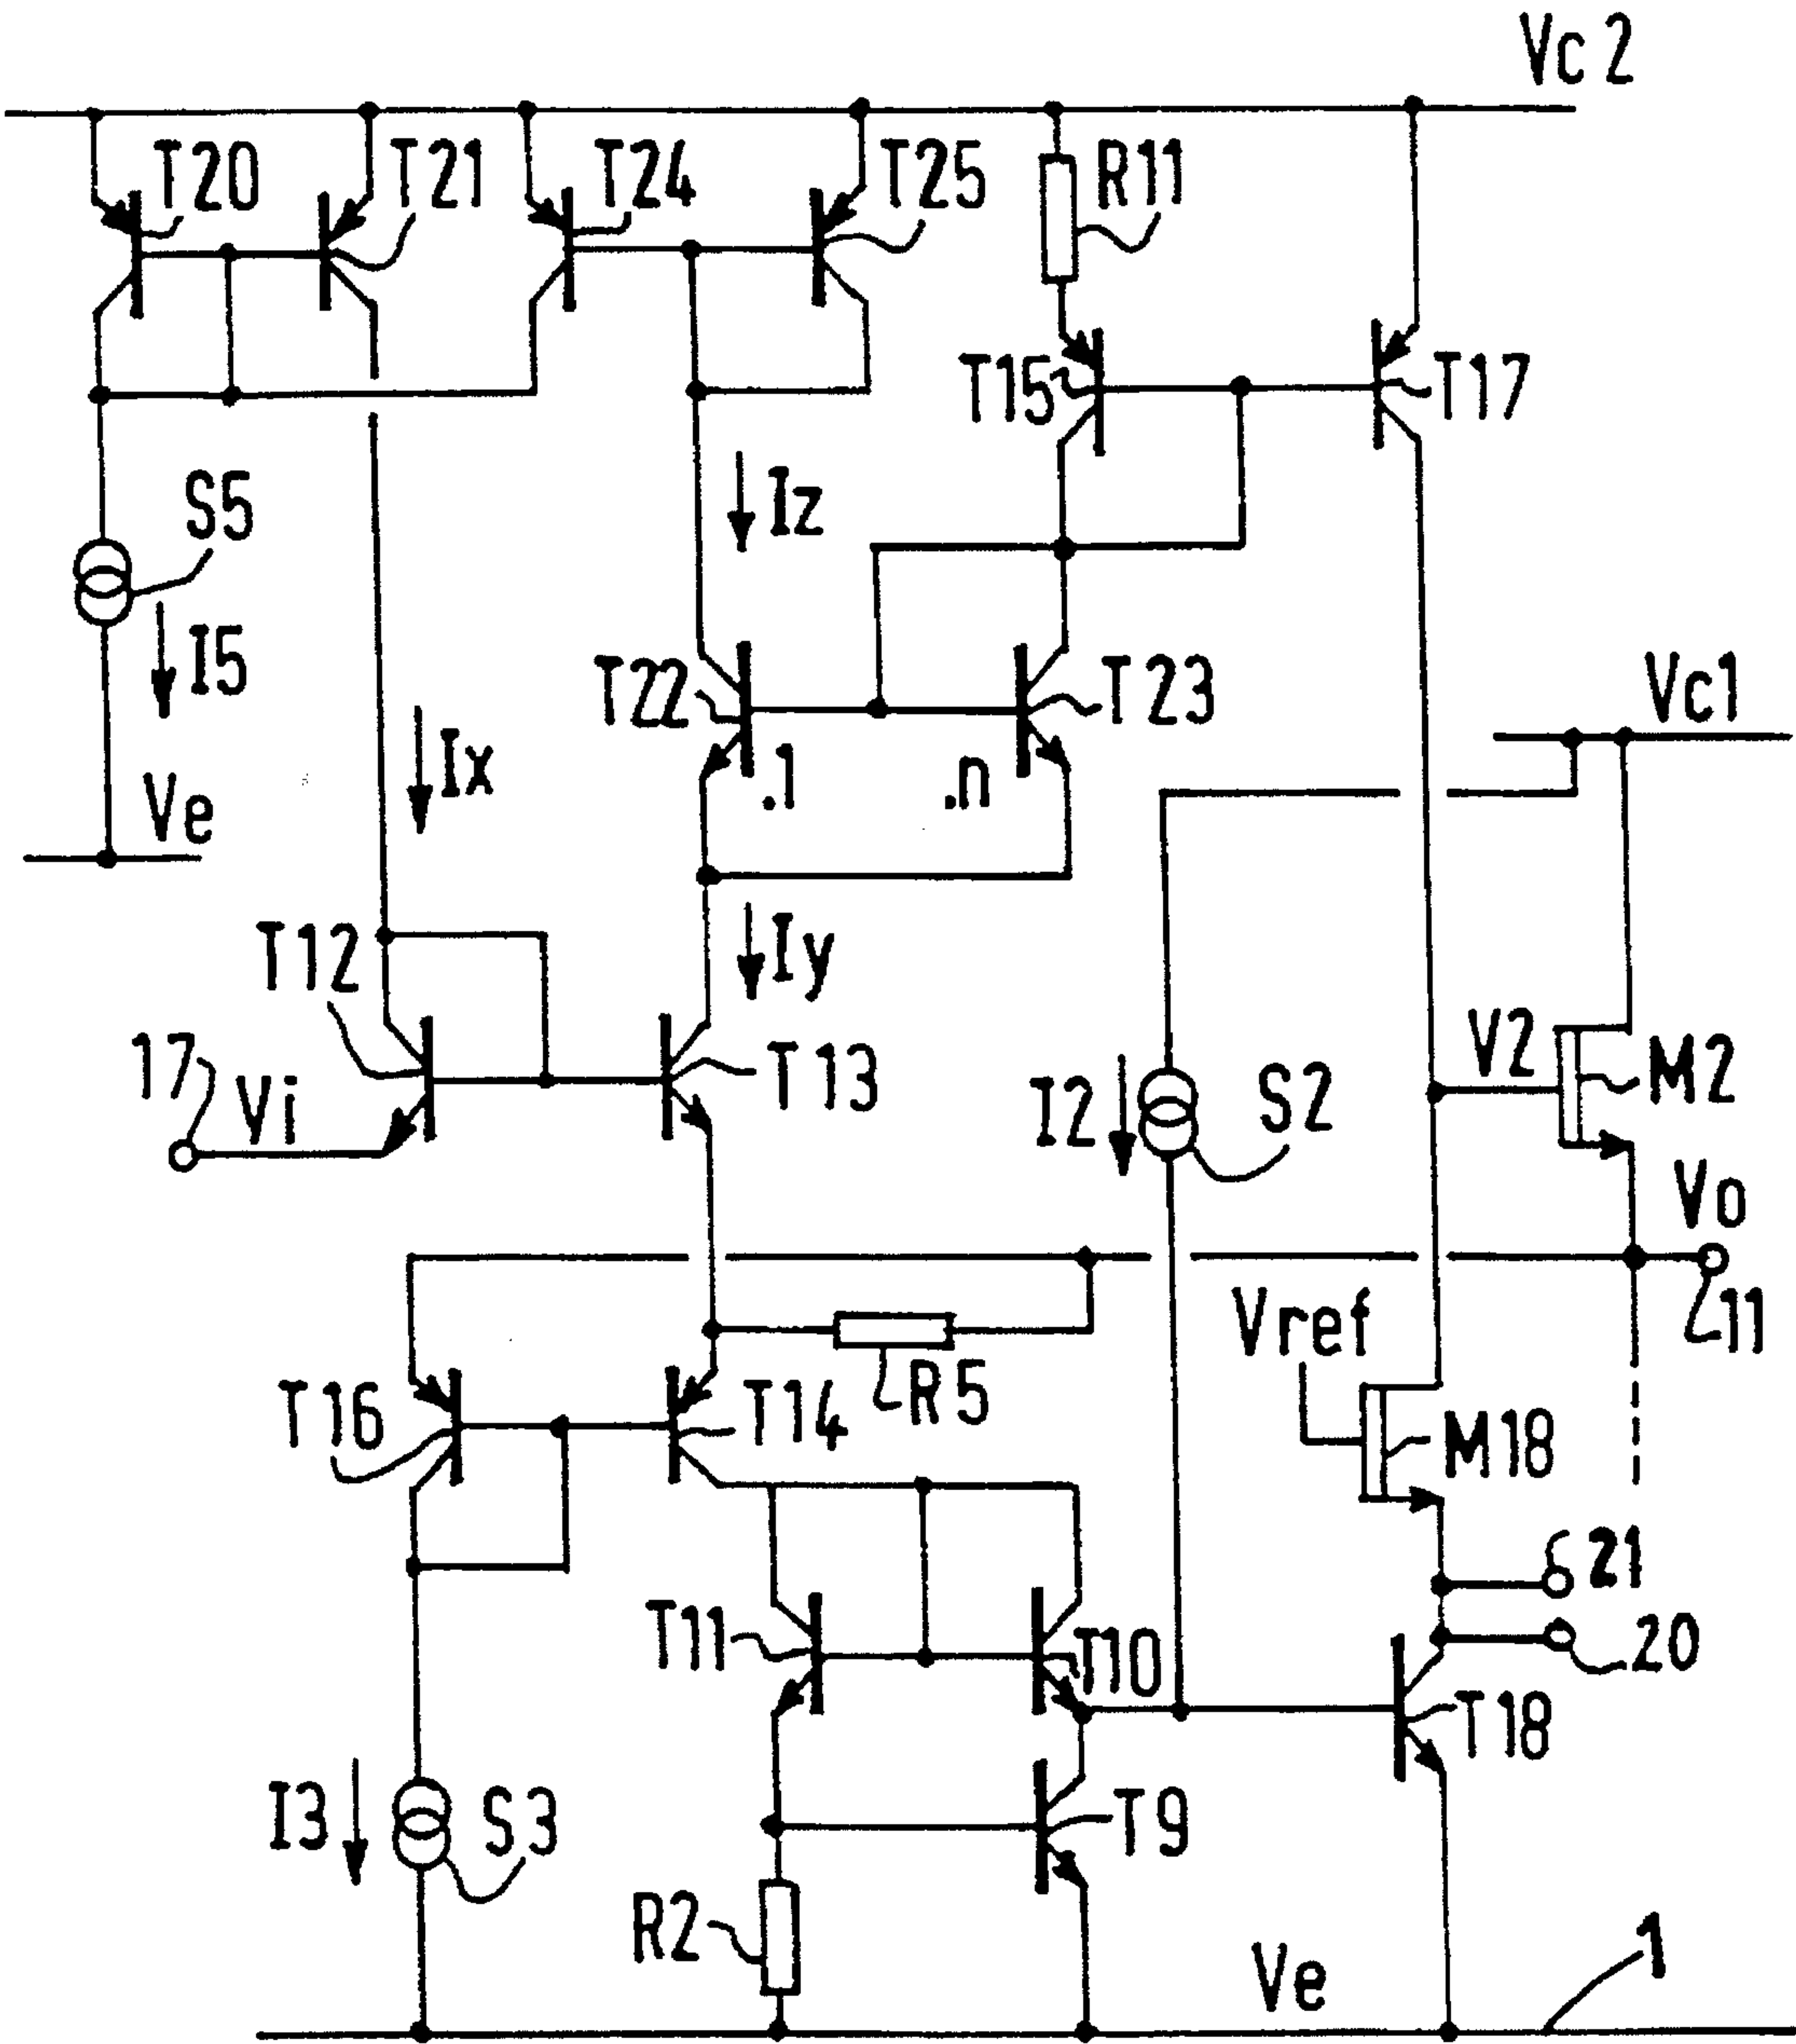 Vc2
T20 T21 T24 T25 R11
T15 T17
S5 Iz
I5
T22 T23 Vc1
.1 .n
Ix
Ve
T12 Iy
17 Vi T13 I2 S2 V2 M2
Vo
Vref 11
T16 T14 R5 M18
21
T11 T10 20
T18
I3 S3 T9
R2
Ve 1